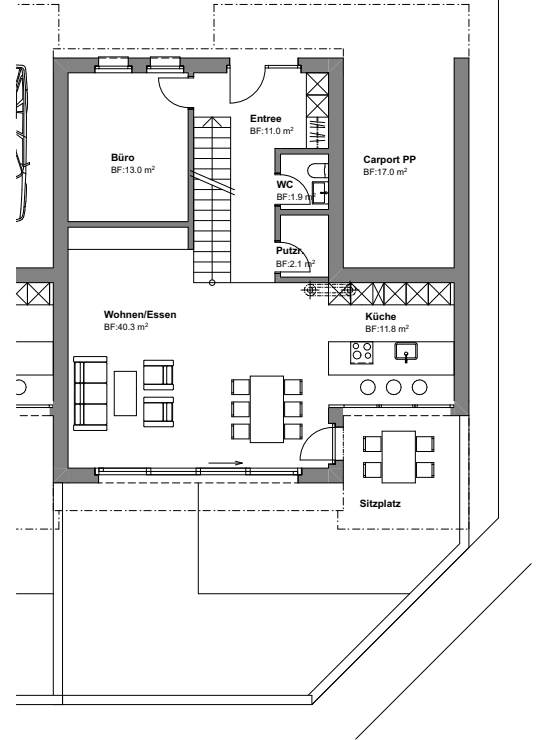 Entree
BF:11.0 m²
Büro
BF:13.0 m²
Carport PP
BF:17.0 m²
WC
BF:1.9 m²
Putzr.
BF:2.1 m²
Wohnen/Essen
BF:40.3 m²
Küche
BF:11.8 m²
Sitzplatz